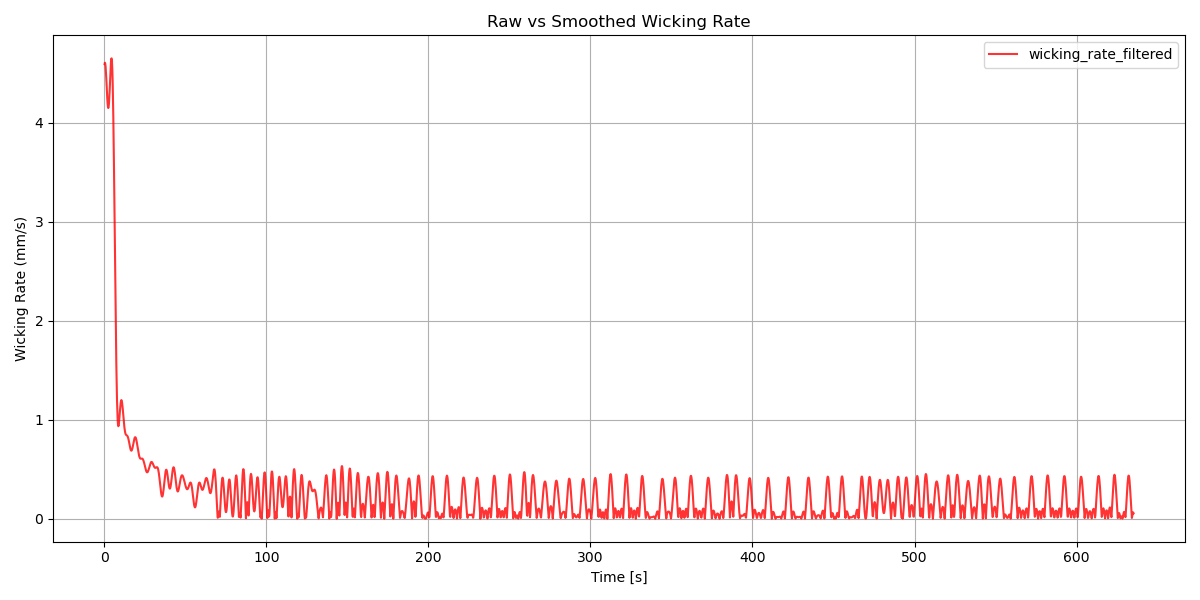 Raw vs Smoothed Wicking Rate
wicking_rate_filtered
Wicking Rate (mm/s)
4
3
2
1
0
0 100 200 300 400 500 600
Time [s]